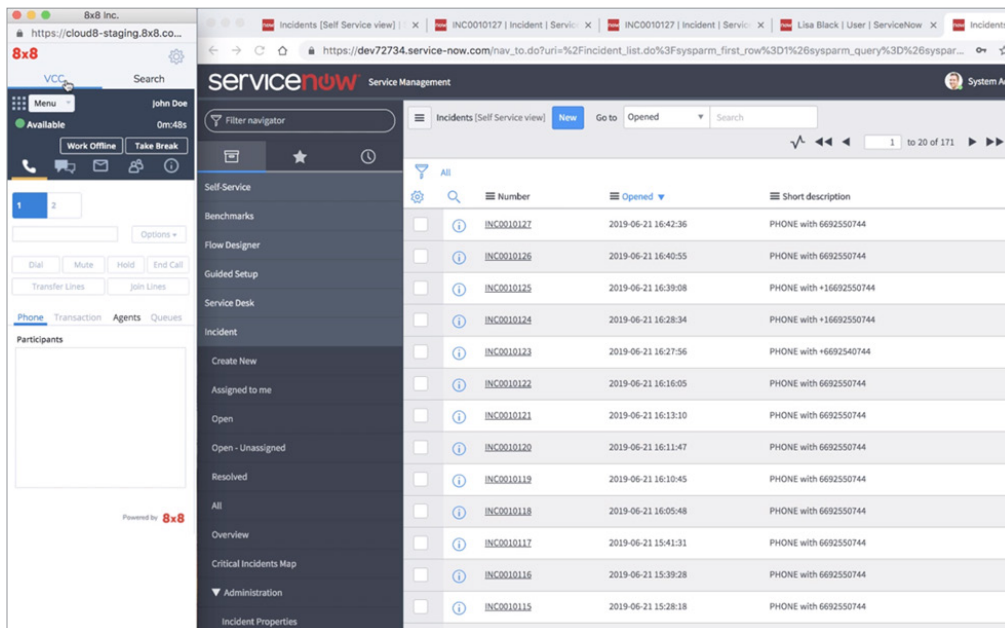 8x8 Inc.
https://cloud8-staging.8x8.co...
8x8
VCC
Search
Menu
John Doe
Available
0m:48s
Work Offline
Take Break
1
2
Options
Dial
Mute
Hold
End Call
Transfer Lines
Join Lines
Phone
Transaction
Agents
Queues
Participants
Powered by 8x8
Incidents [Self Service view] |
INC0010127 | Incident | Servic
INC0010127 | Incident | Servic
Lisa Black | User | ServiceNow
Incidents
https://dev72734.service-now.com/nav_to.do?uri=%2Fincident_list.do%3Fsysparm_first_row%3D1%26sysparm_query%3D%26syspar...
servicenow Service Management
System A
Filter navigator
Self-Service
Benchmarks
Flow Designer
Guided Setup
Service Desk
Incident
Create New
Assigned to me
Open
Open - Unassigned
Resolved
All
Overview
Critical Incidents Map
Administration
Incident Properties
Incidents [Self Service view]
New
Go to
Opened
Search
1 to 20 of 171
All
Number
Opened
Short description
INC0010127 2019-06-21 16:42:36 PHONE with 6692550744
INC0010126 2019-06-21 16:40:55 PHONE with 6692550744
INC0010125 2019-06-21 16:39:08 PHONE with +16692550744
INC0010124 2019-06-21 16:28:34 PHONE with +16692550744
INC0010123 2019-06-21 16:27:56 PHONE with +6692540744
INC0010122 2019-06-21 16:16:05 PHONE with 6692550744
INC0010121 2019-06-21 16:13:10 PHONE with 6692550744
INC0010120 2019-06-21 16:11:47 PHONE with 6692550744
INC0010119 2019-06-21 16:10:45 PHONE with 6692550744
INC0010118 2019-06-21 16:05:48 PHONE with 6692550744
INC0010117 2019-06-21 15:41:31 PHONE with 6692550744
INC0010116 2019-06-21 15:39:28 PHONE with 6692550744
INC0010115 2019-06-21 15:28:18 PHONE with 6692550744